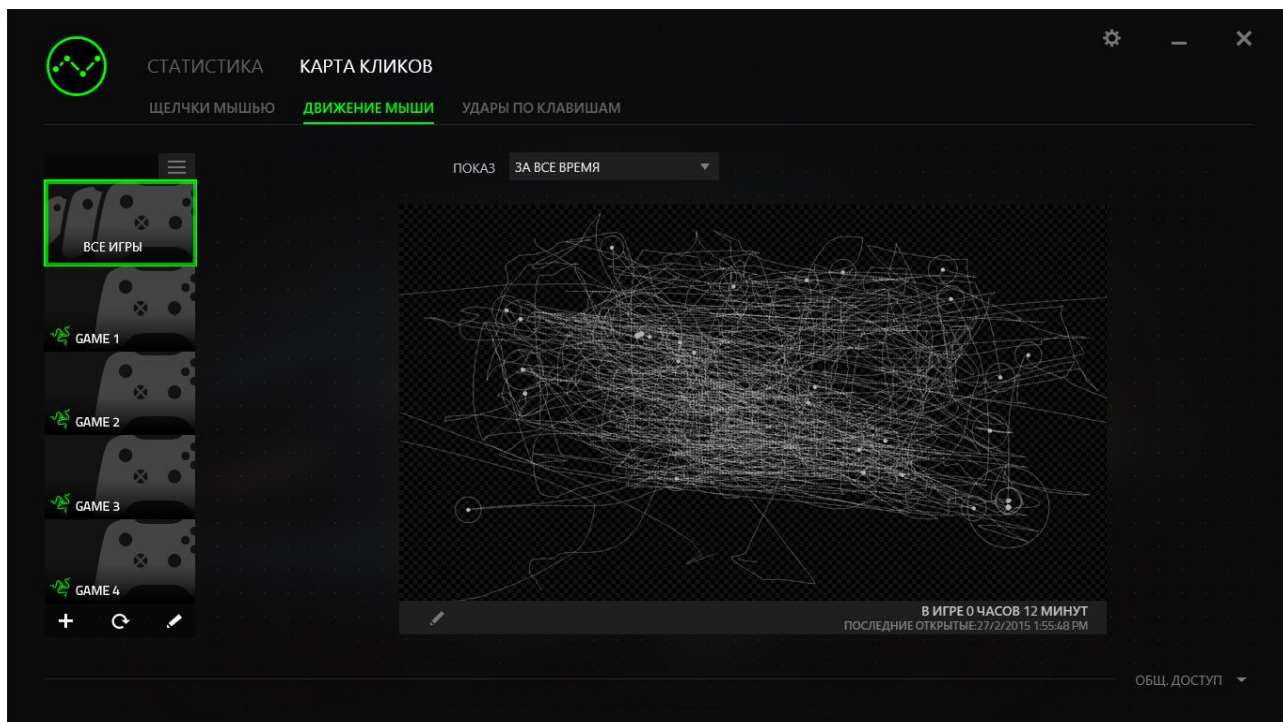 СТАТИСТИКА КАРТА КЛИКОВ
ЩЕЛЧКИ МЫШЬЮ ДВИЖЕНИЕ МЫШИ УДАРЫ ПО КЛАВИШАМ
ПОКАЗ ЗА ВСЕ ВРЕМЯ
ВСЕ ИГРЫ
GAME 1
GAME 2
GAME 3
GAME 4
В ИГРЕ 0 ЧАСОВ 12 МИНУТ
ПОСЛЕДНИЕ ОТКРЫТЫЕ:27/2/2015 1:55:48 PM
ОБЩ. ДОСТУП